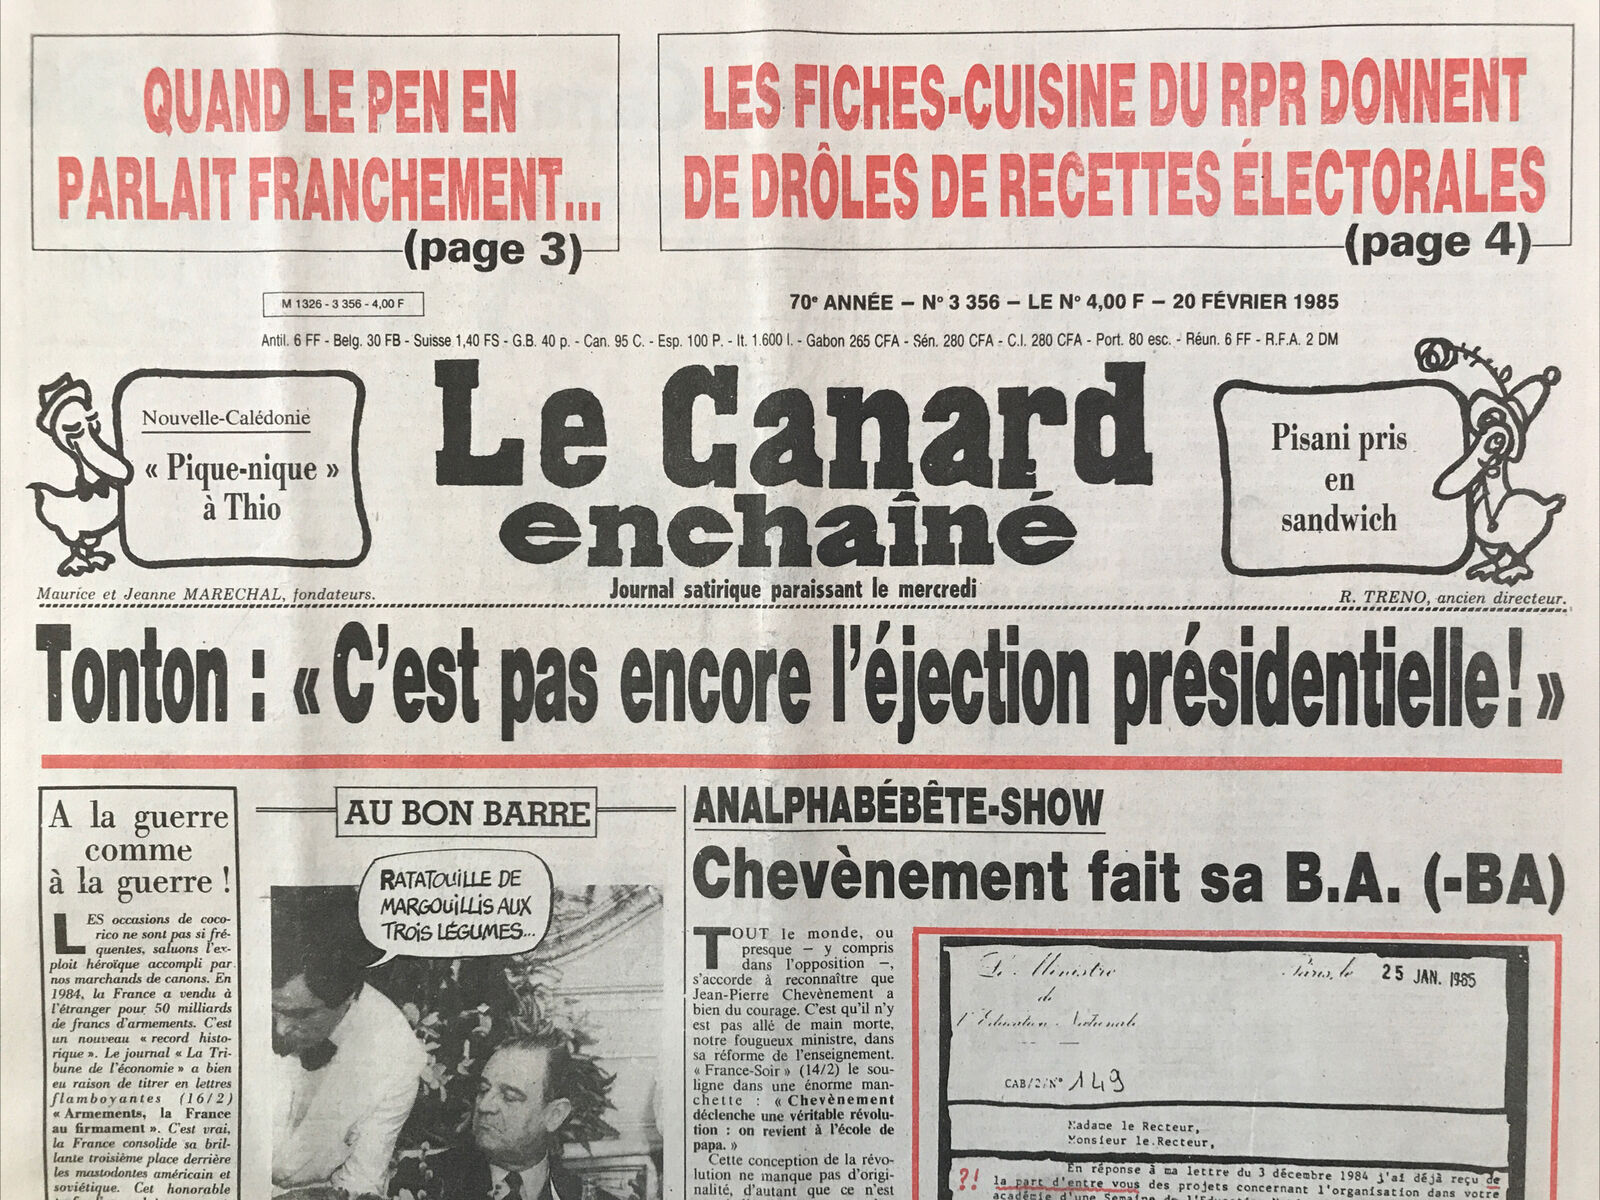 QUAND LE PEN EN
PARLAIT FRANCHEMENT...
(page 3)
LES FICHES-CUISINE DU RPR DONNENT
DE DRÔLES DE RECETTES ÉLECTORALES
(page 4)
M 1326 - 3 356 - 4,00 F
70e ANNÉE – No 3 356 – LE No 4,00 F – 20 FÉVRIER 1985
Antil. 6 FF - Belg. 30 FB - Suisse 1,40 FS - G.B. 40 p. - Can. 95 C. - Esp. 100 P. - It. 1.600 l. - Gabon 265 CFA - Sén. 280 CFA - C.I. 280 CFA - Port. 80 esc. - Réun. 6 FF - R.F.A. 2 DM
Nouvelle-Calédonie
« Pique-nique »
à Thio
Le Canard
enchaîné
Journal satirique paraissant le mercredi
Pisani pris
en
sandwich
Maurice et Jeanne MARECHAL, fondateurs.
R. TRENO, ancien directeur.
Tonton : « C'est pas encore l'éjection présidentielle ! »
A la guerre
comme
à la guerre !
LES occasions de coco-
rico ne sont pas si fré-
quentes, saluons l'ex-
ploit héroïque accompli par
nos marchands de canons. En
1984, la France a vendu à
l'étranger pour 50 milliards
de francs d'armements. C'est
un nouveau « record histo-
rique ». Le journal « La Tri-
bune de l'économie » a bien
eu raison de titrer en lettres
flamboyantes (16/2)
« Armements, la France
au firmament ». C'est vrai,
la France consolide sa bril-
lante troisième place derrière
les mastodontes américain et
soviétique. Cet honorable
AU BON BARRE
RATATOUILLE DE
MARGOUILLIS AUX
TROIS LÉGUMES...
ANALPHABÉBÊTE-SHOW
Chevènement fait sa B.A. (-BA)
TOUT le monde, ou
presque – y compris
dans l'opposition –,
s'accorde à reconnaître que
Jean-Pierre Chevènement a
bien du courage. C'est qu'il n'y
est pas allé de main morte,
notre fougueux ministre, dans
sa réforme de l'enseignement.
« France-Soir » (14/2) le sou-
ligne dans une énorme man-
chette : « Chevènement
déclenche une véritable révolu-
tion : on revient à l'école de
papa. »
Cette conception de la révo-
lution ne manque pas d'origi-
nalité, d'autant que ce n'est
Le Ministre
de
l'Education Nationale
Paris, le 25 JAN. 1985
CAB/2/N° 149
Madame le Recteur,
Monsieur le Recteur,
?! En réponse à ma lettre du 3 décembre 1984 j'ai déjà reçu de
la part d'entre vous des projets concernant l'organisation dans votre
académie d'une Semaine de l'Education